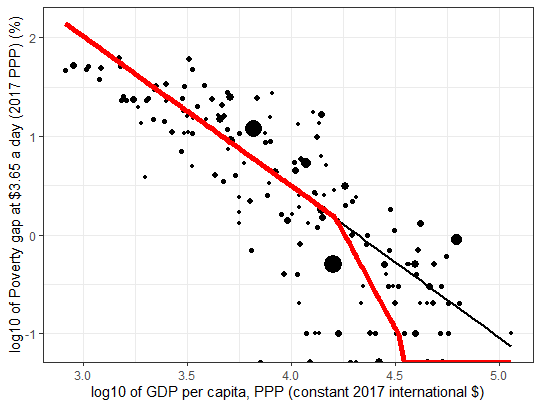 log10 of Poverty gap at $3.65 a day (2017 PPP) (%)
2
1
0
-1
3.0 3.5 4.0 4.5 5.0
log10 of GDP per capita, PPP (constant 2017 international $)